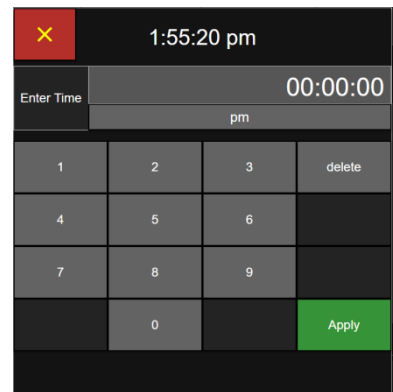 × 1:55:20 pm
Enter Time 00:00:00
pm
1 2 3 delete
4 5 6
7 8 9
0 Apply